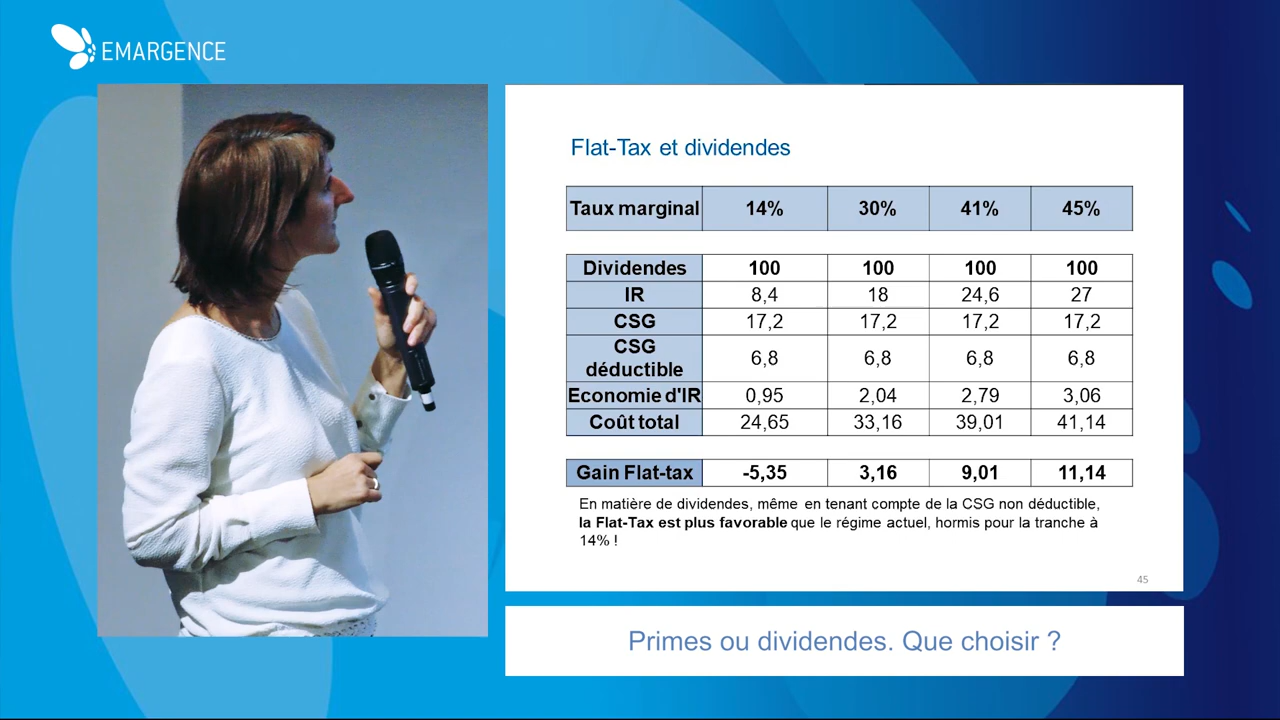 EMARGENCE
Flat-Tax et dividendes
Taux marginal 14% 30% 41% 45%
Dividendes 100 100 100 100
IR 8,4 18 24,6 27
CSG 17,2 17,2 17,2 17,2
CSG
déductible 6,8 6,8 6,8 6,8
Economie d'IR 0,95 2,04 2,79 3,06
Coût total 24,65 33,16 39,01 41,14
Gain Flat-tax -5,35 3,16 9,01 11,14
En matière de dividendes, même en tenant compte de la CSG non déductible,
la Flat-Tax est plus favorable que le régime actuel, hormis pour la tranche à
14% !
45
Primes ou dividendes. Que choisir ?